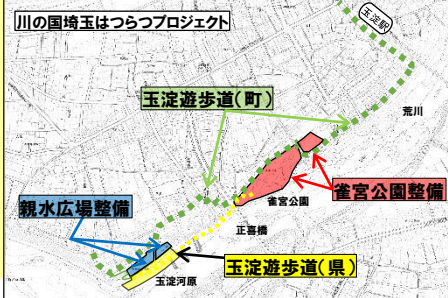 川の国埼玉はつらつプロジェクト
玉淀駅
玉淀遊歩道(町)
荒川
雀宮公園整備
雀宮公園
親水広場整備
正喜橋
玉淀遊歩道(県)
玉淀河原